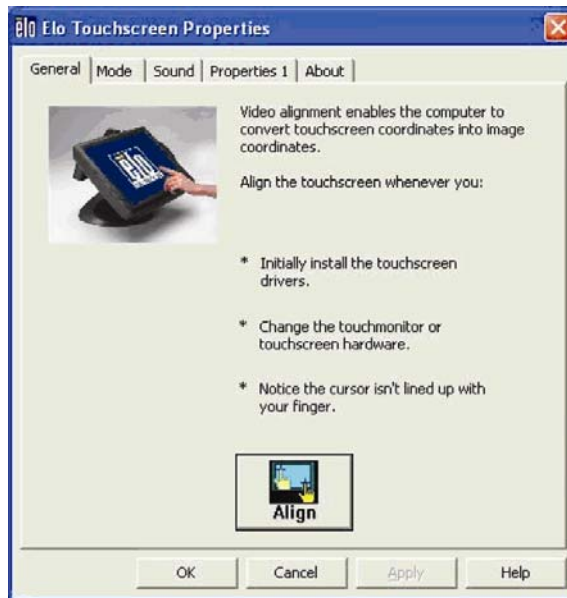 elo Elo Touchscreen Properties
General Mode Sound Properties 1 About
Video alignment enables the computer to
convert touchscreen coordinates into image
coordinates.
Align the touchscreen whenever you:
elo
* Initially install the touchscreen
drivers.
* Change the touchmonitor or
touchscreen hardware.
* Notice the cursor isn't lined up with
your finger.
Align
OK Cancel Apply Help